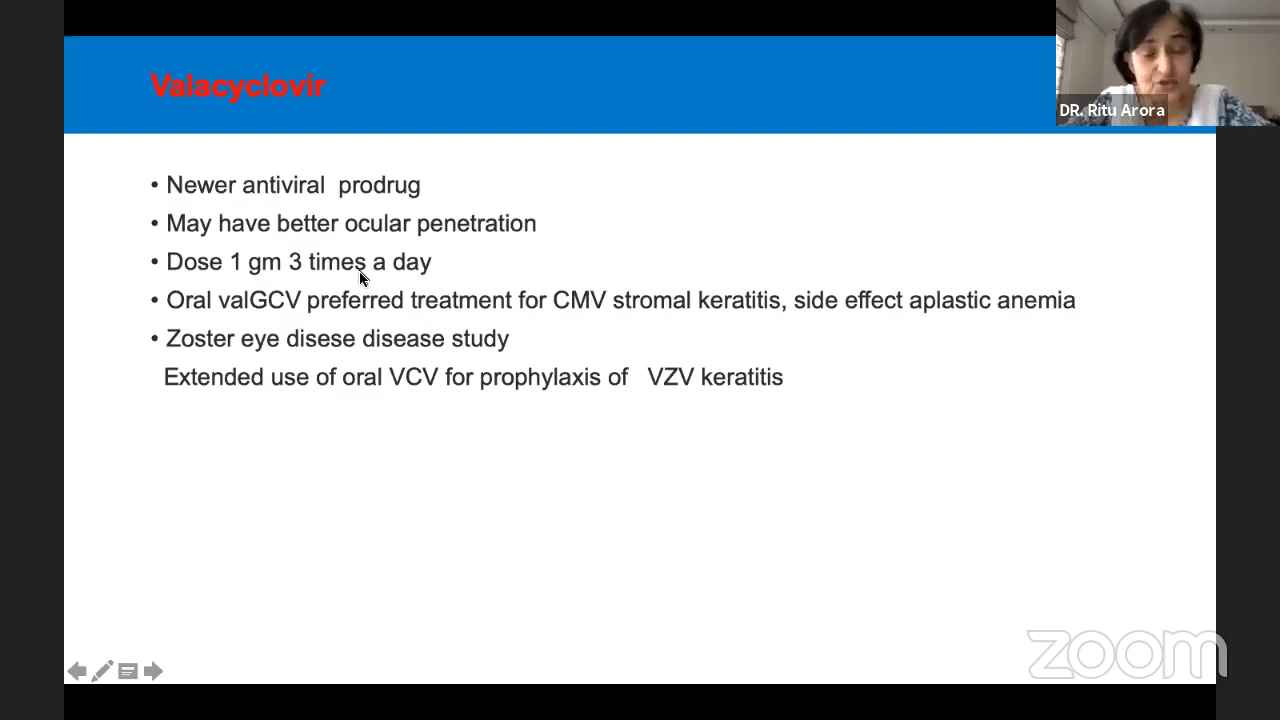 Valacyclovir
DR. Ritu Arora
• Newer antiviral prodrug
• May have better ocular penetration
• Dose 1 gm 3 times a day
• Oral valGCV preferred treatment for CMV stromal keratitis, side effect aplastic anemia
• Zoster eye disese disease study
Extended use of oral VCV for prophylaxis of VZV keratitis
zoom